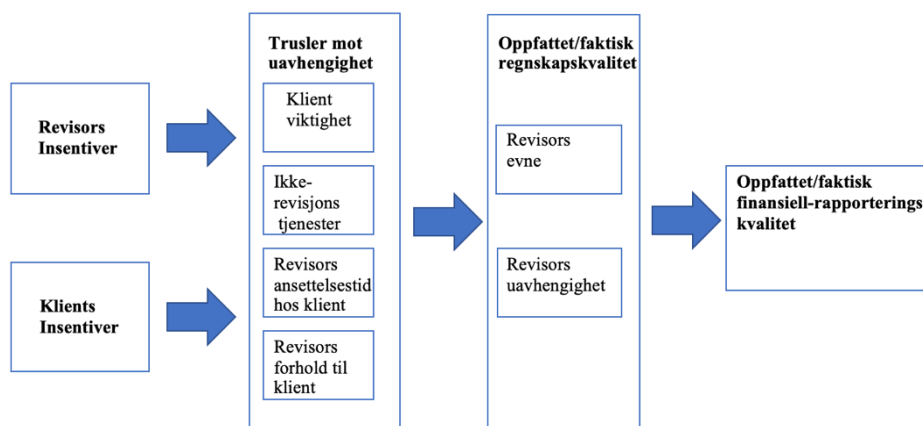 Revisors
Insentiver
Klients
Insentiver
Trusler mot
uavhengighet
Klient
viktighet
Ikke-
revisjons
tjenester
Revisors
ansettelsestid
hos klient
Revisors
forhold til
klient
Oppfattet/faktisk
regnskapskvalitet
Revisors
evne
Revisors
uavhengighet
Oppfattet/faktisk
finansiell-rapporterings
kvalitet